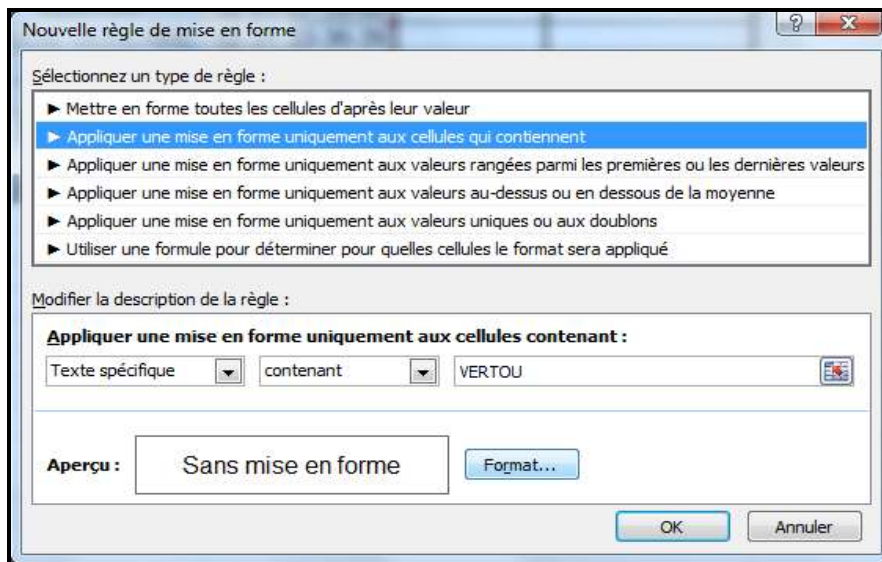 Nouvelle règle de mise en forme
Sélectionnez un type de règle :
► Mettre en forme toutes les cellules d'après leur valeur
► Appliquer une mise en forme uniquement aux cellules qui contiennent
► Appliquer une mise en forme uniquement aux valeurs rangées parmi les premières ou les dernières valeurs
► Appliquer une mise en forme uniquement aux valeurs au-dessus ou en dessous de la moyenne
► Appliquer une mise en forme uniquement aux valeurs uniques ou aux doublons
► Utiliser une formule pour déterminer pour quelles cellules le format sera appliqué
Modifier la description de la règle :
Appliquer une mise en forme uniquement aux cellules contenant :
Texte spécifique contenant VERTOU
Aperçu : Sans mise en forme Format...
OK Annuler